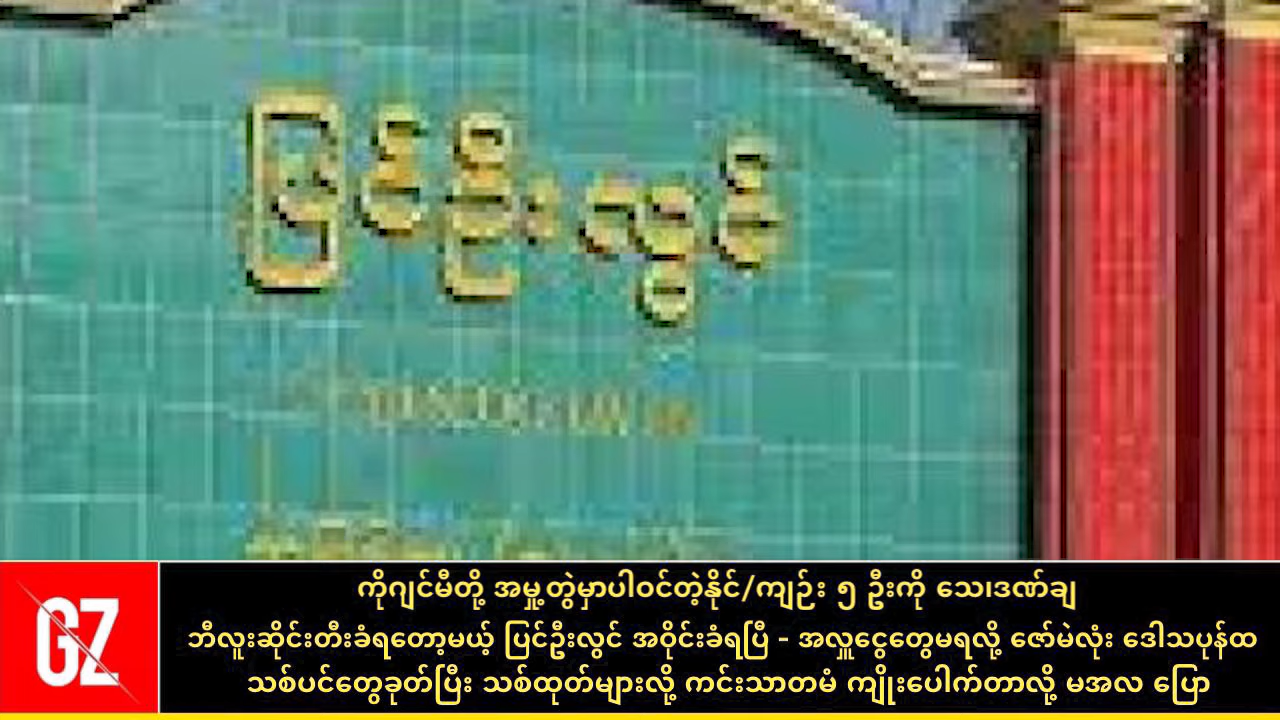 ပြင်ဦးလွင်
GZ
ကိုဂျင်မီတို့ အမှု့တွဲမှာပါဝင်တဲ့နိုင်/ကျဉ်း ၅ ဦးကို သေ၊ဒဏ်ချ
ဘီလူးဆိုင်းတီးခံရတော့မယ့် ပြင်ဦးလွင် အဝိုင်းခံရပြီ - အလှူငွေတွေမရလို့ ဇော်မဲလုံး ဒေါသပုန်ထ
သစ်ပင်တွေခုတ်ပြီး သစ်ထုတ်များလို့ ကင်းသာတမံ ကျိုးပေါက်တာလို့ မအလ ပြော